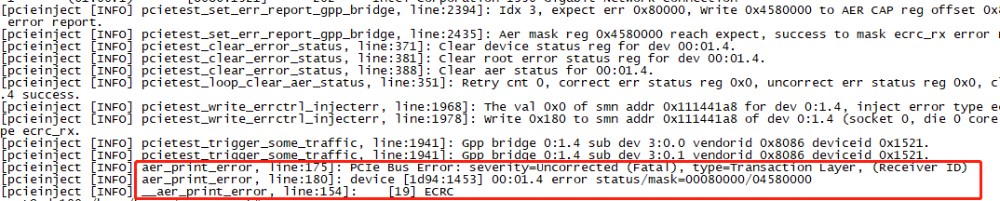 [pcieinject [INFO] pcietest_set_err_report_gpp_bridge, line:2394]: Idx 3, expect err 0x80000, Write 0x4580000 to AER CAP reg offset 0x8
error report.
[pcieinject [INFO] pcietest_set_err_report_gpp_bridge, line:2435]: Aer mask reg 0x4580000 reach expect, success to mask ecrc_rx error
[pcieinject [INFO] pcietest_clear_error_status, line:371]: Clear device status reg for dev 00:01.4.
[pcieinject [INFO] pcietest_clear_error_status, line:381]: Clear root error status reg for dev 00:01.4.
[pcieinject [INFO] pcietest_clear_error_status, line:388]: Clear aer status for 00:01.4.
[pcieinject [INFO] pcietest_loop_clear_aer_status, line:351]: Retry cnt 0, correct err status reg 0x0, uncorrect err status reg 0x0, cl
.4 success.
[pcieinject [INFO] pcietest_write_errctrl_injecterr, line:1968]: The val 0x0 of smn addr 0x111441a8 for dev 0:1.4, inject error type ec
[pcieinject [INFO] pcietest_write_errctrl_injecterr, line:1978]: Write 0x180 to smn addr 0x111441a8 of dev 0:1.4 (socket 0, die 0 core
pe ecrc_rx.
[pcieinject [INFO] pcietest_trigger_some_traffic, line:1941]: Gpp bridge 0:1.4 sub dev 3:0.0 vendorid 0x8086 deviceid 0x1521.
[pcieinject [INFO] pcietest_trigger_some_traffic, line:1941]: Gpp bridge 0:1.4 sub dev 3:0.1 vendorid 0x8086 deviceid 0x1521.
[pcieinject [INFO] aer_print_error, line:175]: PCIe Bus Error: severity=Uncorrected (Fatal), type=Transaction Layer, (Receiver ID)
[pcieinject [INFO] aer_print_error, line:180]: device [1d94:1453] 00:01.4 error status/mask=00080000/04580000
[pcieinject [INFO] __aer_print_error, line:154]: [19] ECRC